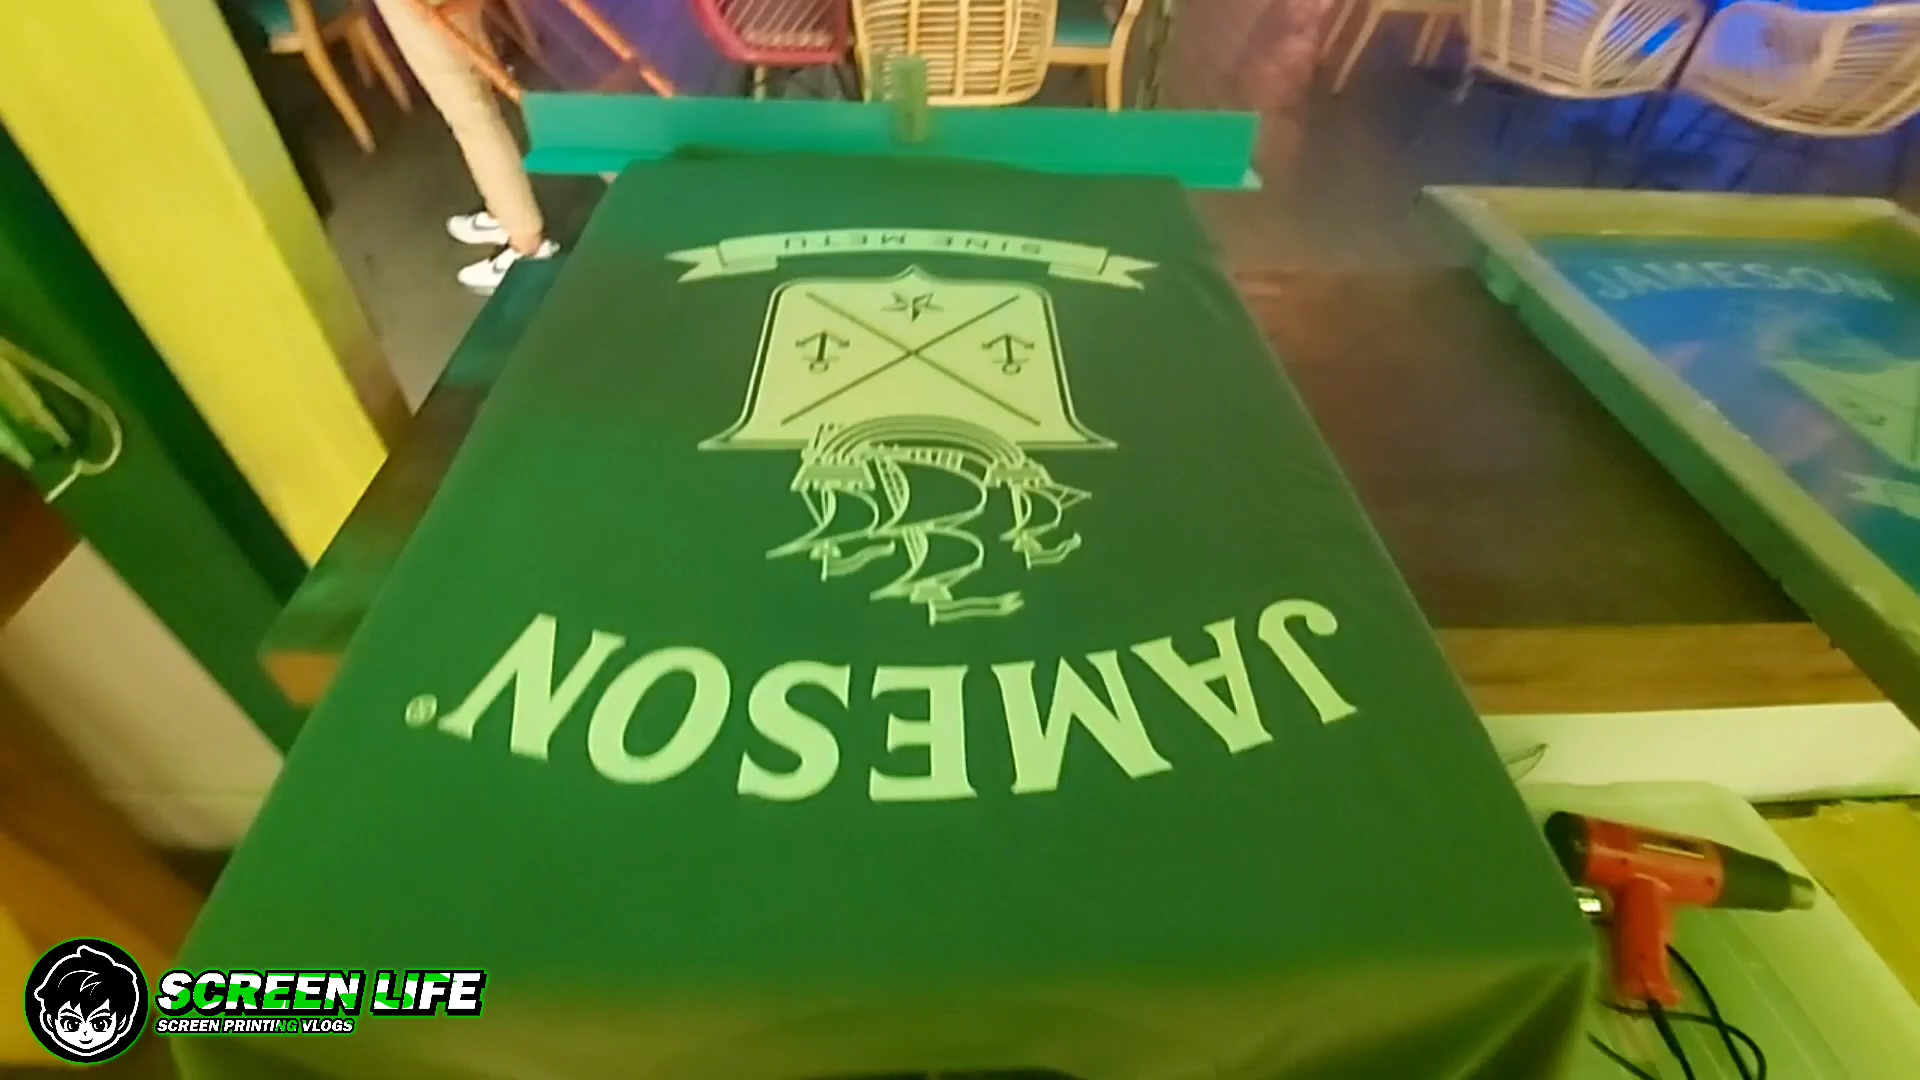 SINE METU
JAMESON®
JAMESON
SCREEN LIFE
SCREEN PRINTING VLOGS